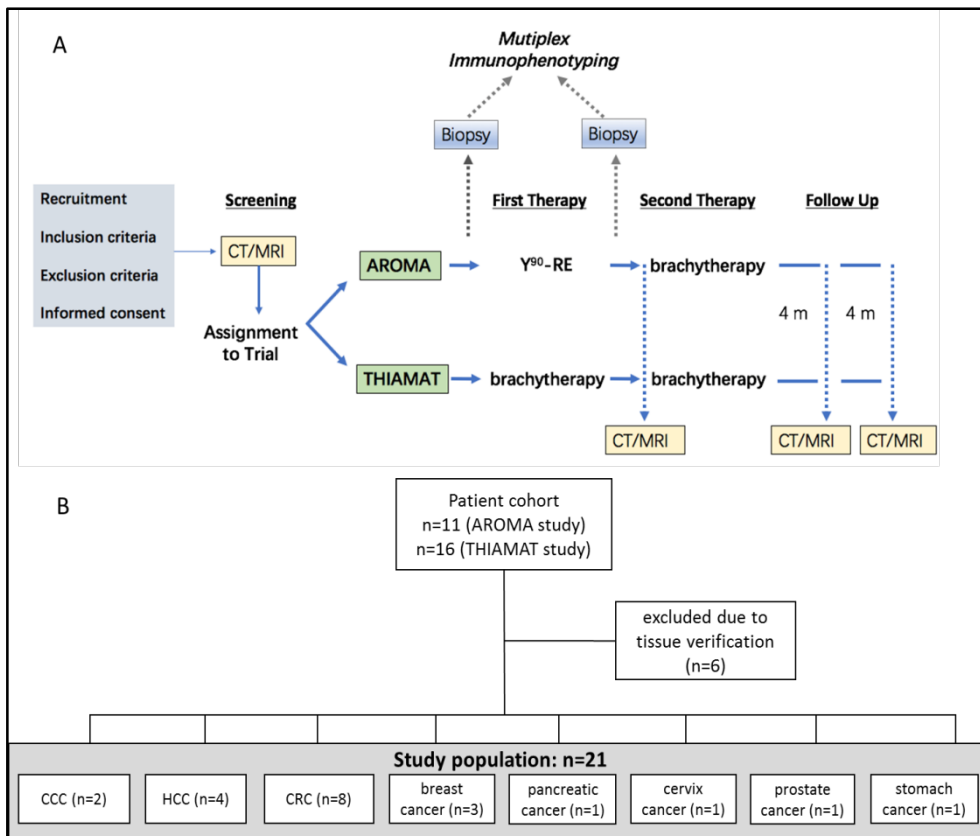 A
Mutiplex
Immunophenotyping
Biopsy
Biopsy
Recruitment
Inclusion criteria
Exclusion criteria
Informed consent
Screening
First Therapy
Second Therapy
Follow Up
CT/MRI
AROMA
Y90-RE
brachytherapy
Assignment
to Trial
4 m
4 m
THIAMAT
brachytherapy
brachytherapy
CT/MRI
CT/MRI
CT/MRI
B
Patient cohort
n=11 (AROMA study)
n=16 (THIAMAT study)
excluded due to
tissue verification
(n=6)
Study population: n=21
CCC (n=2)
HCC (n=4)
CRC (n=8)
breast
cancer (n=3)
pancreatic
cancer (n=1)
cervix
cancer (n=1)
prostate
cancer (n=1)
stomach
cancer (n=1)